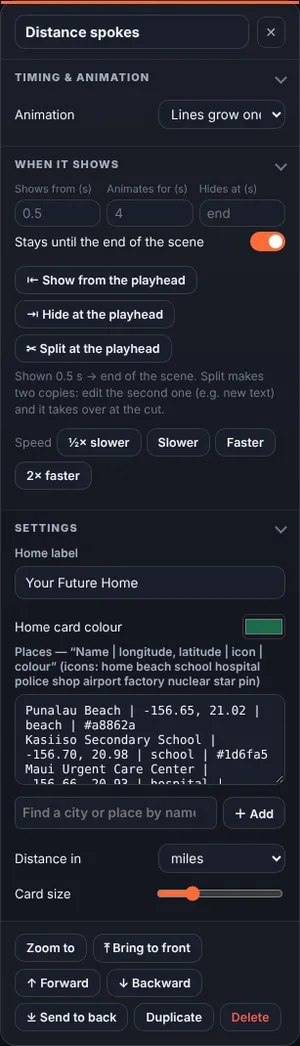 Distance spokes
×
TIMING & ANIMATION
Animation
Lines grow one
WHEN IT SHOWS
Shows from (s)
Animates for (s)
Hides at (s)
0.5
4
end
Stays until the end of the scene
⇤ Show from the playhead
⇥ Hide at the playhead
✂ Split at the playhead
Shown 0.5 s → end of the scene. Split makes
two copies: edit the second one (e.g. new text)
and it takes over at the cut.
Speed
½× slower
Slower
Faster
2× faster
SETTINGS
Home label
Your Future Home
Home card colour
Places — “Name | longitude, latitude | icon |
colour” (icons: home beach school hospital
police shop airport factory nuclear star pin)
Punalau Beach | -156.65, 21.02 |
beach | #a8862a
Kasiiso Secondary School |
-156.70, 20.98 | school | #1d6fa5
Maui Urgent Care Center |
-156.66, 20.93 | hospital |
Find a city or place by name
+ Add
Distance in
miles
Card size
Zoom to
⤒ Bring to front
↑ Forward
↓ Backward
⤓ Send to back
Duplicate
Delete